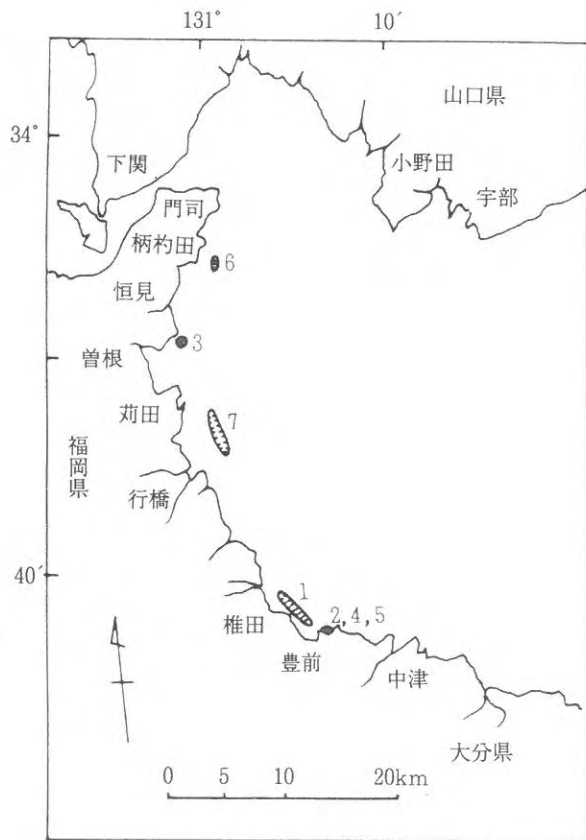 131° 10′
34°
山口県
下関
小野田
宇部
門司
柄杓田
6
恒見
3
曽根
苅田
7
福岡県
行橋
40′
1
2,4,5
椎田
豊前
中津
大分県
0 5 10 20km